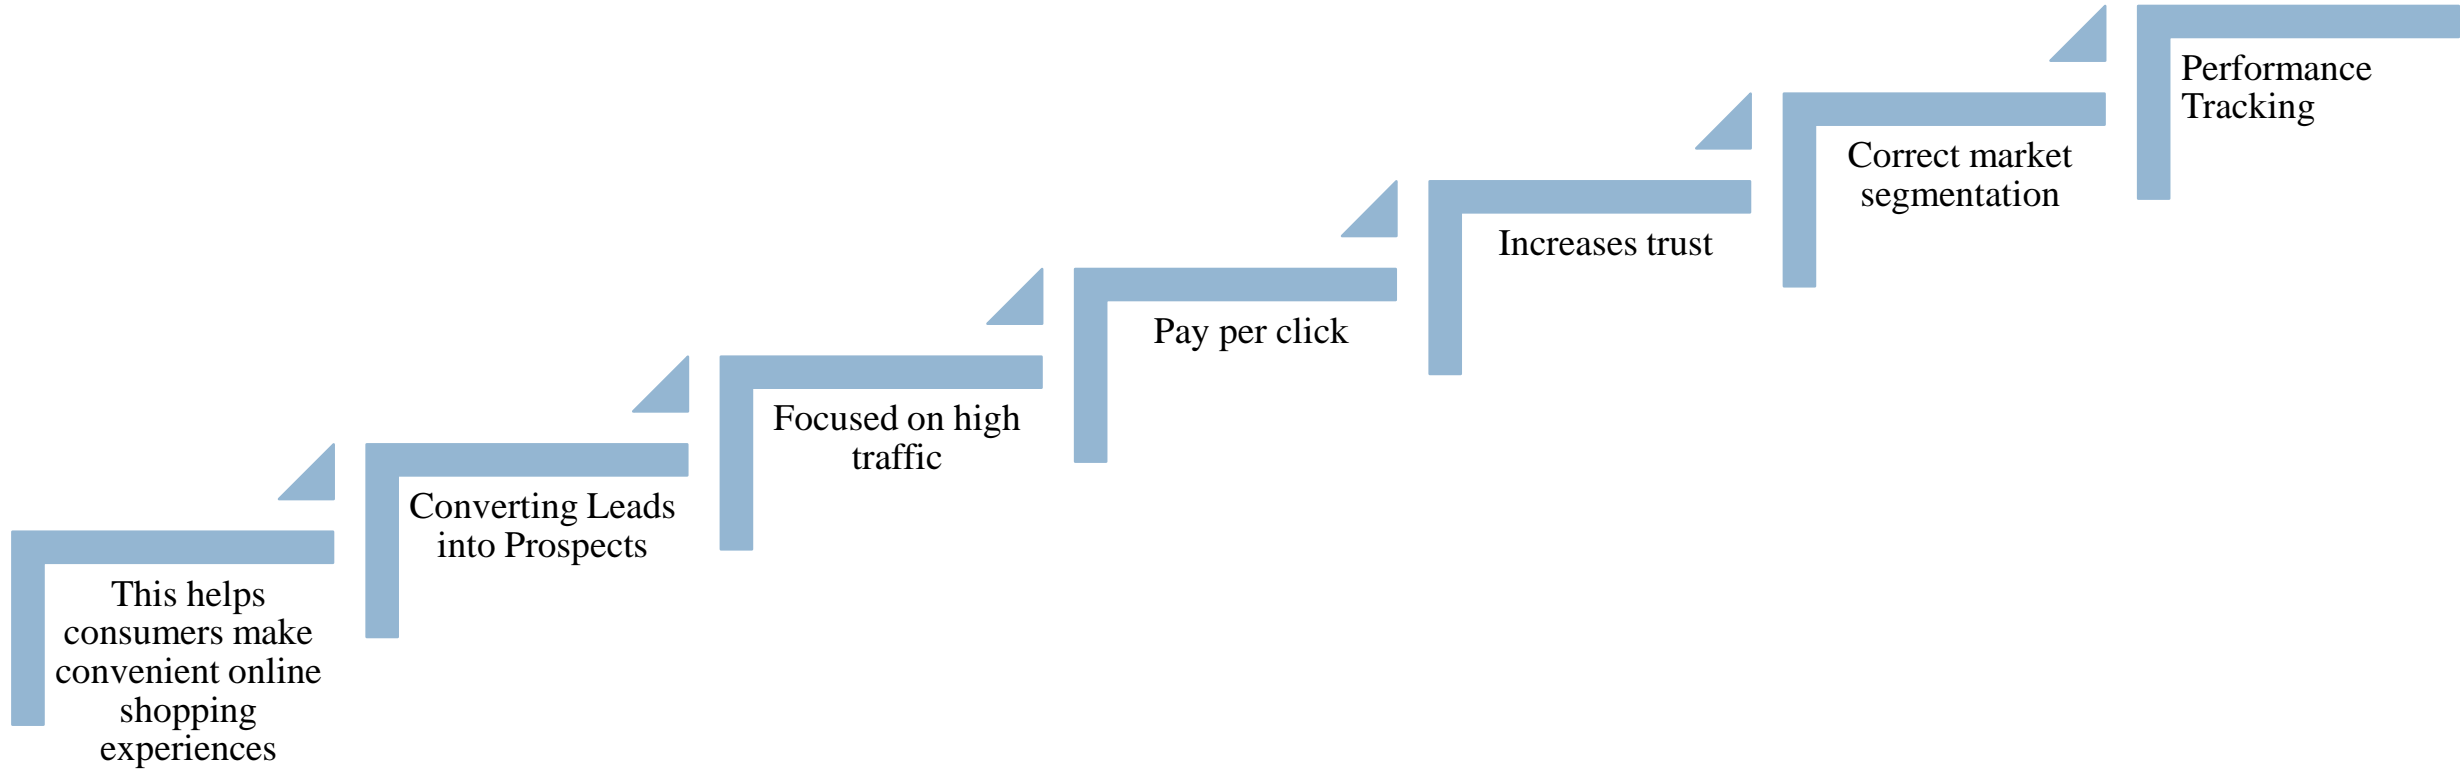 This helps
consumers make
convenient online
shopping
experiences
Converting Leads
into Prospects
Focused on high
traffic
Pay per click
Increases trust
Correct market
segmentation
Performance
Tracking